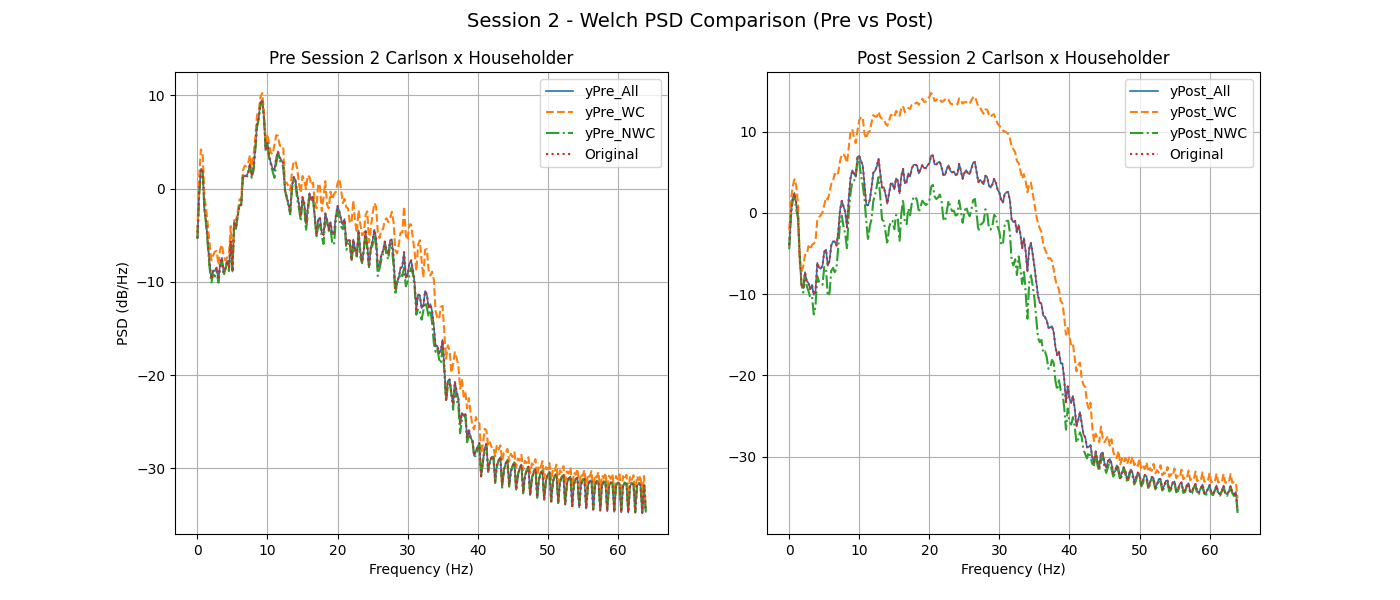 Session 2 - Welch PSD Comparison (Pre vs Post)
Pre Session 2 Carlson x Householder
PSD (dB/Hz)
10
0
−10
−20
−30
yPre_All
yPre_WC
yPre_NWC
Original
0 10 20 30 40 50 60
Frequency (Hz)
Post Session 2 Carlson x Householder
10
0
−10
−20
−30
yPost_All
yPost_WC
yPost_NWC
Original
0 10 20 30 40 50 60
Frequency (Hz)